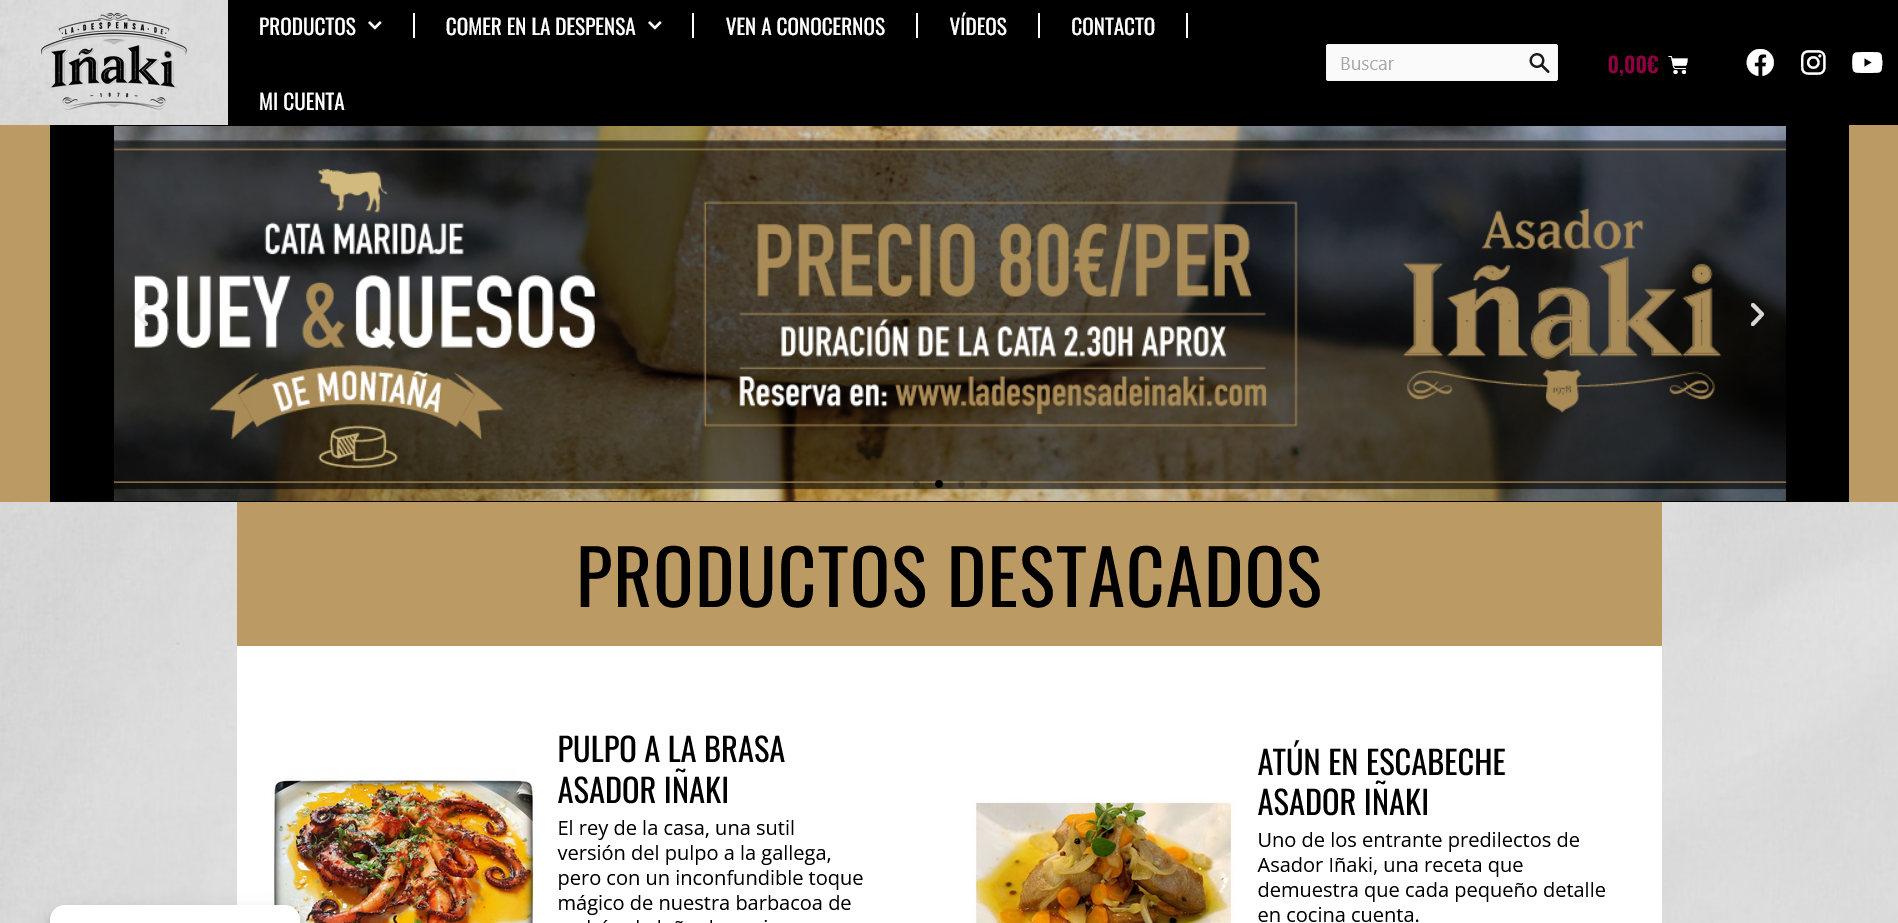 LA DESPENSA DE
Iñaki
1978
PRODUCTOS
COMER EN LA DESPENSA
VEN A CONOCERNOS
VÍDEOS
CONTACTO
MI CUENTA
Buscar
0,00€
CATA MARIDAJE
BUEY & QUESOS
DE MONTAÑA
PRECIO 80€/PER
DURACIÓN DE LA CATA 2.30H APROX
Reserva en: www.ladespensadeinaki.com
Asador
Iñaki
1978
PRODUCTOS DESTACADOS
PULPO A LA BRASA
ASADOR IÑAKI
El rey de la casa, una sutil
versión del pulpo a la gallega,
pero con un inconfundible toque
mágico de nuestra barbacoa de
ATÚN EN ESCABECHE
ASADOR IÑAKI
Uno de los entrante predilectos de
Asador Iñaki, una receta que
demuestra que cada pequeño detalle
en cocina cuenta.